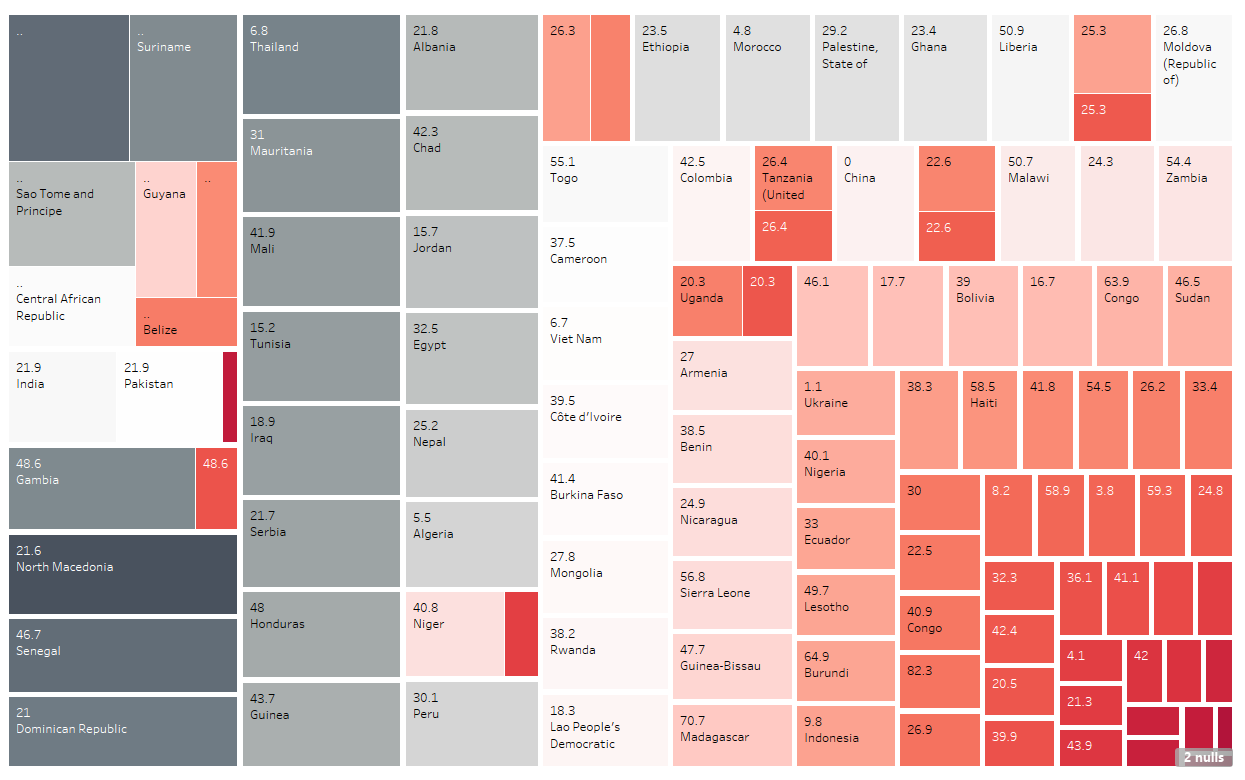 ..
..
Suriname
..
Sao Tome and
Principe
..
Guyana
..
..
Central African
Republic
..
Belize
21.9
India
21.9
Pakistan
48.6
Gambia
48.6
21.6
North Macedonia
46.7
Senegal
21
Dominican Republic
6.8
Thailand
31
Mauritania
41.9
Mali
15.2
Tunisia
18.9
Iraq
21.7
Serbia
48
Honduras
43.7
Guinea
21.8
Albania
42.3
Chad
15.7
Jordan
32.5
Egypt
25.2
Nepal
5.5
Algeria
40.8
Niger
30.1
Peru
26.3
23.5
Ethiopia
4.8
Morocco
29.2
Palestine,
State of
23.4
Ghana
50.9
Liberia
25.3
25.3
26.8
Moldova
(Republic
of)
55.1
Togo
37.5
Cameroon
6.7
Viet Nam
39.5
Côte d’Ivoire
41.4
Burkina Faso
27.8
Mongolia
38.2
Rwanda
18.3
Lao People’s
Democratic
42.5
Colombia
26.4
Tanzania
(United
26.4
0
China
22.6
22.6
50.7
Malawi
24.3
54.4
Zambia
20.3
Uganda
20.3
27
Armenia
38.5
Benin
24.9
Nicaragua
56.8
Sierra Leone
47.7
Guinea-Bissau
70.7
Madagascar
46.1
17.7
39
Bolivia
16.7
63.9
Congo
46.5
Sudan
1.1
Ukraine
40.1
Nigeria
33
Ecuador
49.7
Lesotho
64.9
Burundi
9.8
Indonesia
38.3
58.5
Haiti
41.8
54.5
26.2
33.4
30
22.5
40.9
Congo
82.3
26.9
8.2
58.9
3.8
59.3
24.8
32.3
42.4
20.5
39.9
36.1
41.1
4.1
21.3
43.9
42
2 nulls